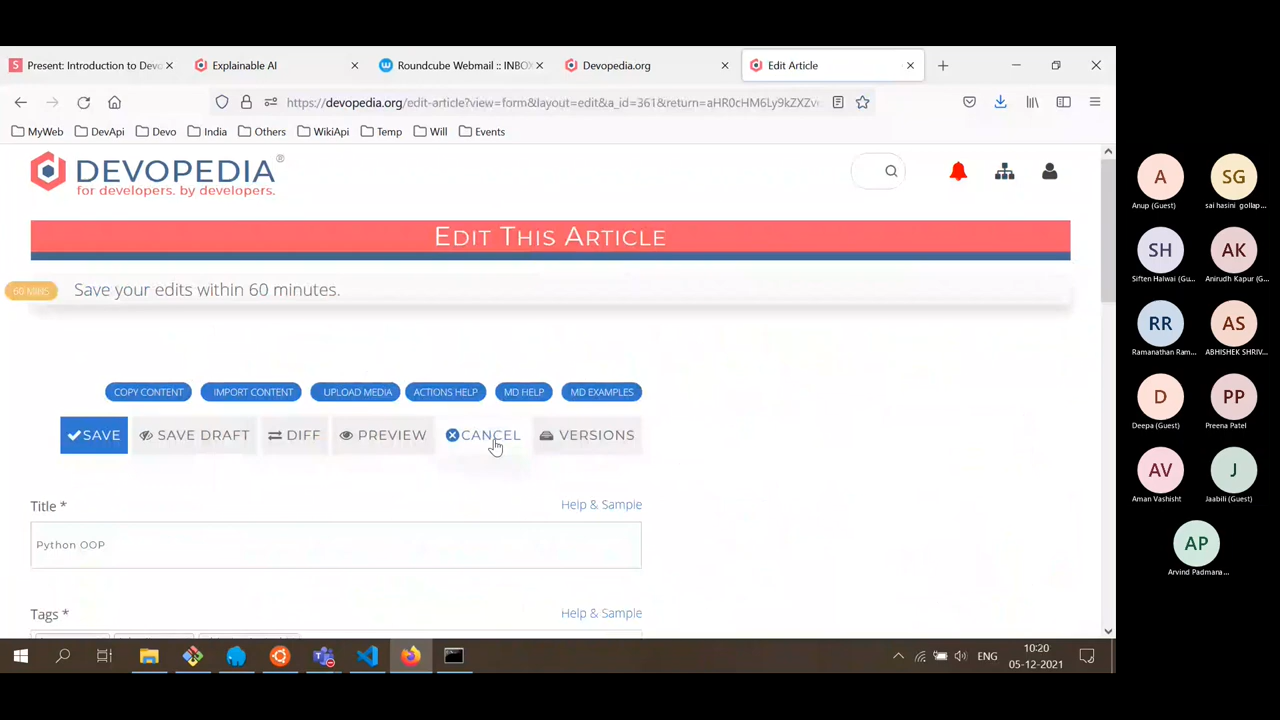 Present: Introduction to Devo
Explainable AI
Roundcube Webmail :: INBO
Devopedia.org
Edit Article
https://devopedia.org/edit-article?view=form&layout=edit&a_id=361&return=aHR0cHM6Ly9kZXZv
MyWeb
DevApi
Devo
India
Others
WikiApi
Temp
Will
Events
DEVOPEDIA®
for developers. by developers.
Edit This Article
60 MINS
Save your edits within 60 minutes.
COPY CONTENT
IMPORT CONTENT
UPLOAD MEDIA
ACTIONS HELP
MD HELP
MD EXAMPLES
SAVE
SAVE DRAFT
DIFF
PREVIEW
CANCEL
VERSIONS
Title *
Help & Sample
Python OOP
Tags *
Help & Sample
ENG
10:20
05-12-2021
A
Anup (Guest)
SG
sai hasini gollap...
SH
Siften Halwai (Gu...
AK
Anirudh Kapur (G...
RR
Ramanathan Ram...
AS
ABHISHEK SHRIV...
D
Deepa (Guest)
PP
Preena Patel
AV
Aman Vashisht
J
Jaabili (Guest)
AP
Arvind Padmana...